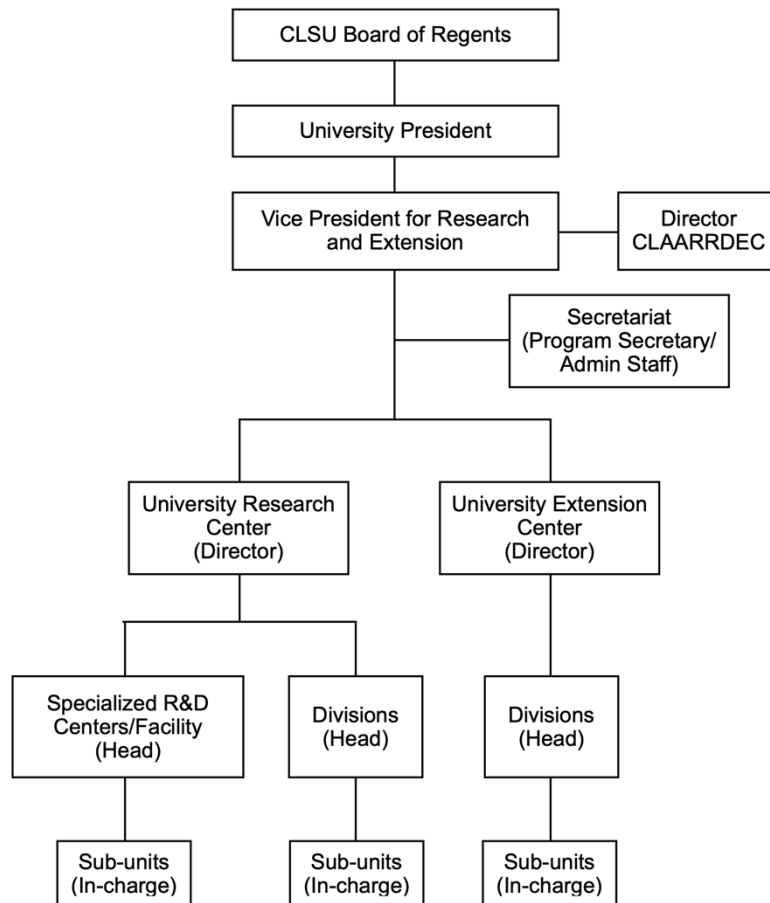 CLSU Board of Regents
University President
Vice President for Research
and Extension
Director
CLAARRDEC
Secretariat
(Program Secretary/
Admin Staff)
University Research
Center
(Director)
University Extension
Center
(Director)
Specialized R&D
Centers/Facility
(Head)
Divisions
(Head)
Divisions
(Head)
Sub-units
(In-charge)
Sub-units
(In-charge)
Sub-units
(In-charge)